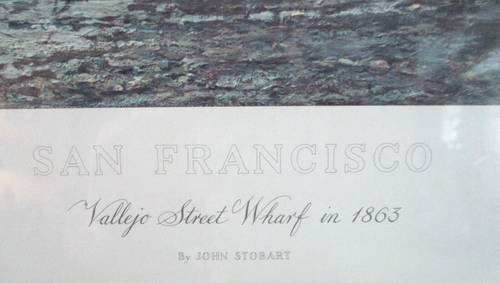 SAN FRANCISCO
Vallejo Street Wharf in 1863
By JOHN STOBART